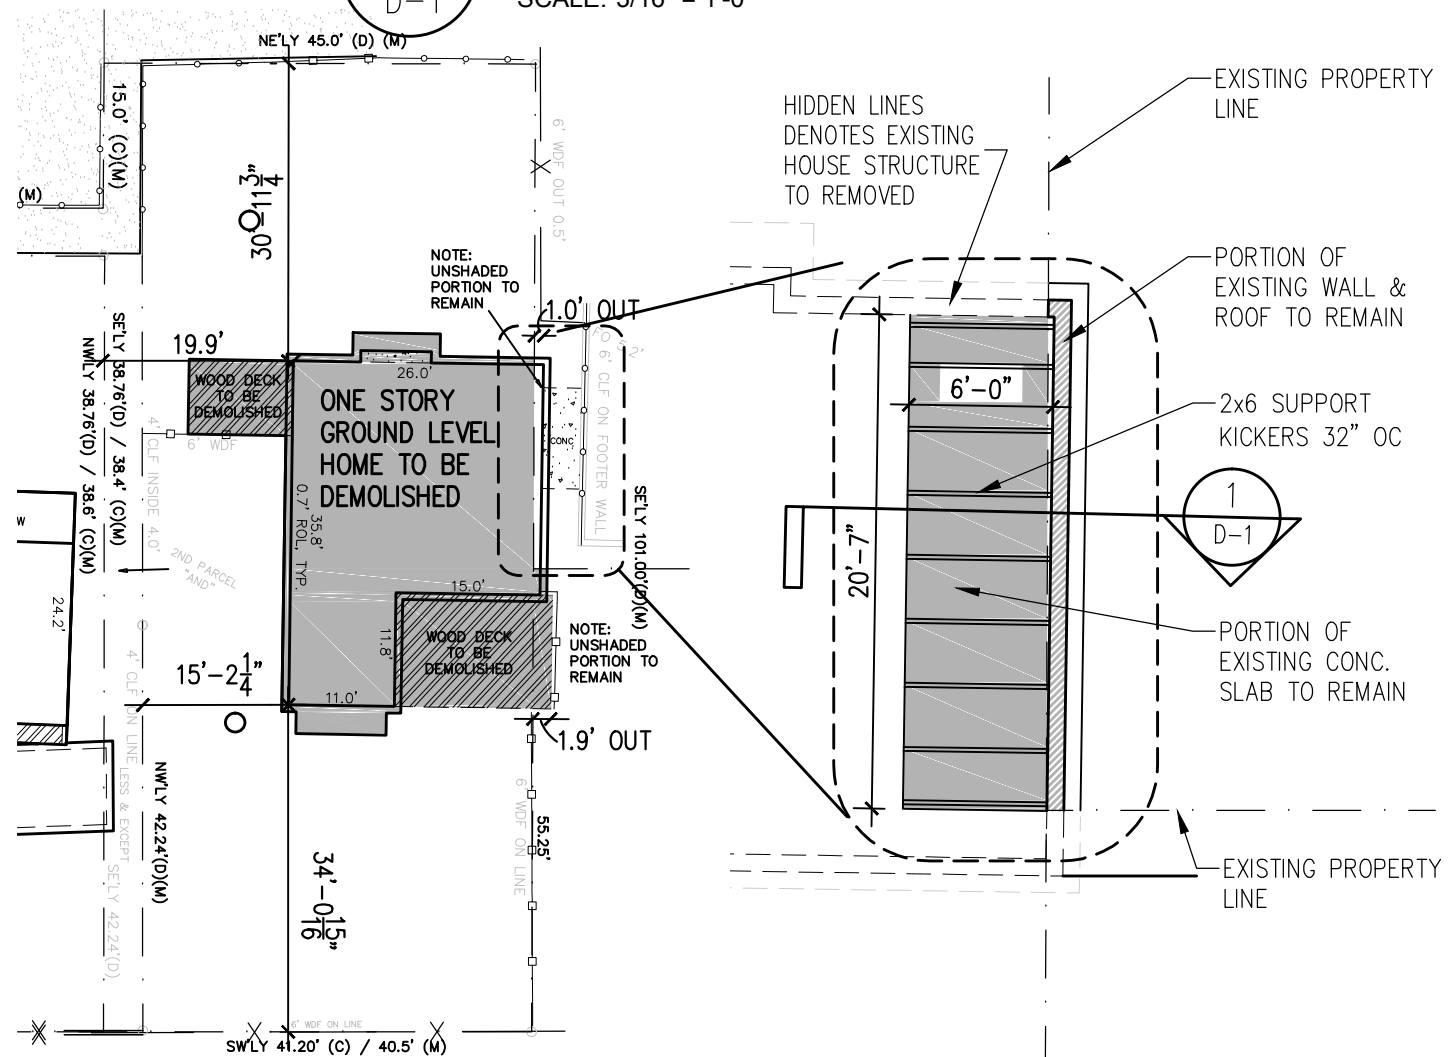 D-1
SCALE: 3/16" = 1'-0"
NE'LY 45.0' (D) (M)
15.0' (C)(M)
(M)
30'-11 3/4"
6' WDF OUT 0.5'
NOTE:
UNSHADED
PORTION TO
REMAIN
1.0' OUT
19.9'
26.0'
WOOD DECK
TO BE
DEMOLISHED
ONE STORY
GROUND LEVEL
HOME TO BE
DEMOLISHED
CONC
6' CLF ON FOOTER WALL
SE'LY 38.76'(D) / 38.4' (C)(M)
NW'LY 38.76'(D) / 38.6' (C)(M)
4' CLF INSIDE 4.0'
6' WDF
35.8'
0.7' ROL, TYP.
SE'LY 101.00'(D)(M)
2ND PARCEL
"AND"
W
24.2'
15.0'
11.8'
WOOD DECK
TO BE
DEMOLISHED
NOTE:
UNSHADED
PORTION TO
REMAIN
15'-2 1/4"
11.0'
1.9' OUT
4' CLF ON LINE
LESS & EXCEPT
SE'LY 42.24'(D)
NW'LY 42.24'(D)(M)
34'-0 15/16"
6' WDF ON LINE
55.25'
6' WDF ON LINE
SW'LY 41.20' (C) / 40.5' (M)
HIDDEN LINES
DENOTES EXISTING
HOUSE STRUCTURE
TO REMOVED
EXISTING PROPERTY
LINE
PORTION OF
EXISTING WALL &
ROOF TO REMAIN
6'-0"
2x6 SUPPORT
KICKERS 32" OC
1
D-1
20'-7"
PORTION OF
EXISTING CONC.
SLAB TO REMAIN
EXISTING PROPERTY
LINE